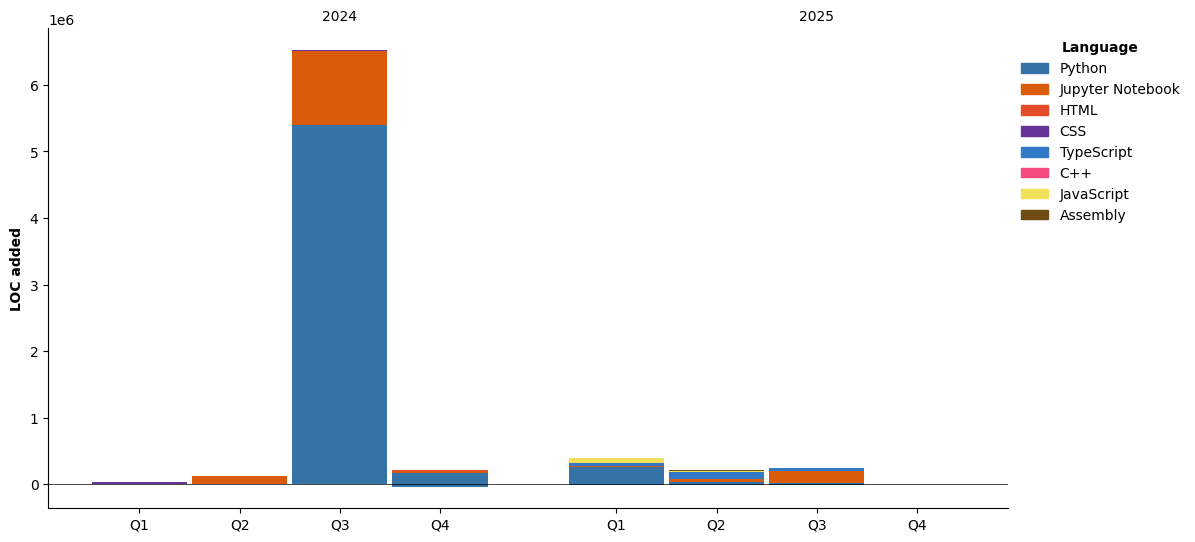 2024
2025
1e6
Language
Python
Jupyter Notebook
HTML
CSS
TypeScript
C++
JavaScript
Assembly
LOC added
6
5
4
3
2
1
0
Q1 Q2 Q3 Q4 Q1 Q2 Q3 Q4